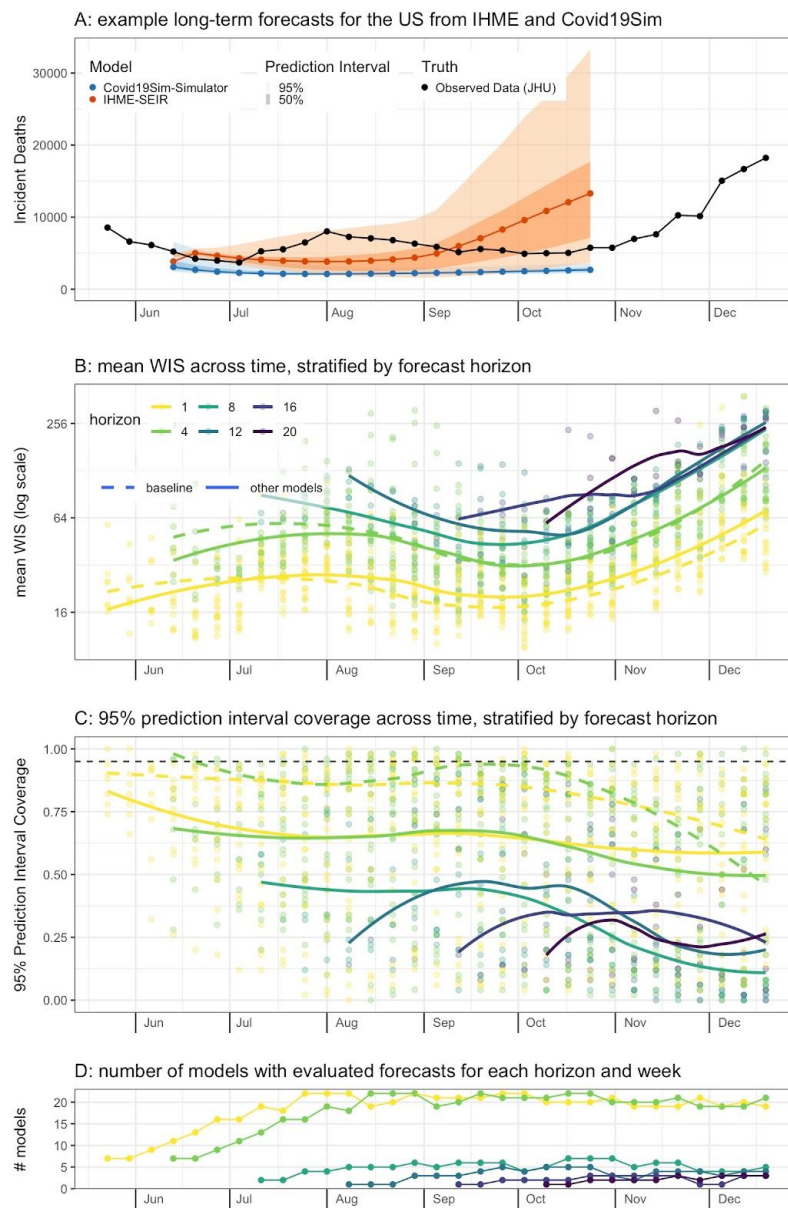 A: example long-term forecasts for the US from IHME and Covid19Sim
Incident Deaths
30000
20000
10000
0
Model
Covid19Sim-Simulator
IHME-SEIR
Prediction Interval
95%
50%
Truth
Observed Data (JHU)
Jun Jul Aug Sep Oct Nov Dec
B: mean WIS across time, stratified by forecast horizon
mean WIS (log scale)
256
64
16
horizon
1 8 16
4 12 20
baseline other models
Jun Jul Aug Sep Oct Nov Dec
C: 95% prediction interval coverage across time, stratified by forecast horizon
95% Prediction Interval Coverage
1.00
0.75
0.50
0.25
0.00
Jun Jul Aug Sep Oct Nov Dec
D: number of models with evaluated forecasts for each horizon and week
# models
20
15
10
5
0
Jun Jul Aug Sep Oct Nov Dec